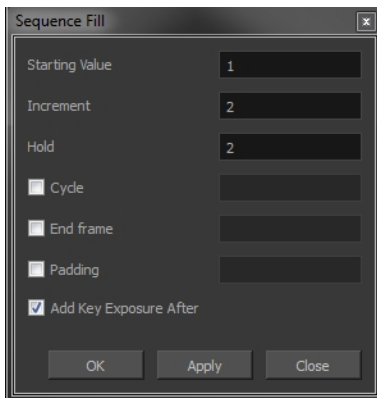 Sequence Fill
Starting Value 1
Increment 2
Hold 2
Cycle
End frame
Padding
Add Key Exposure After
OK Apply Close